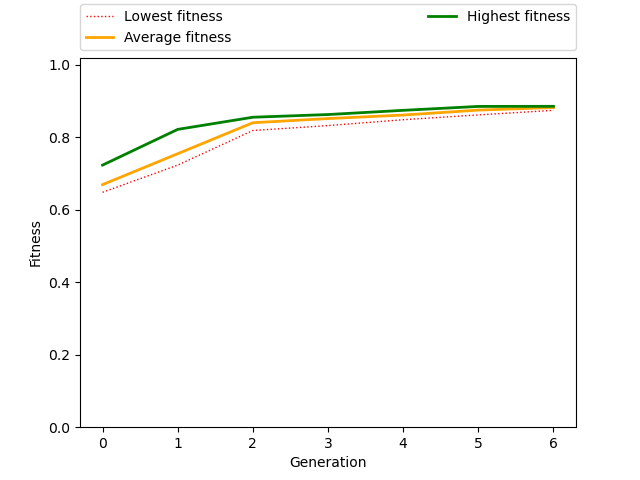 Lowest fitness
Average fitness
Highest fitness
1.0
0.8
0.6
0.4
0.2
0.0
Fitness
0 1 2 3 4 5 6
Generation